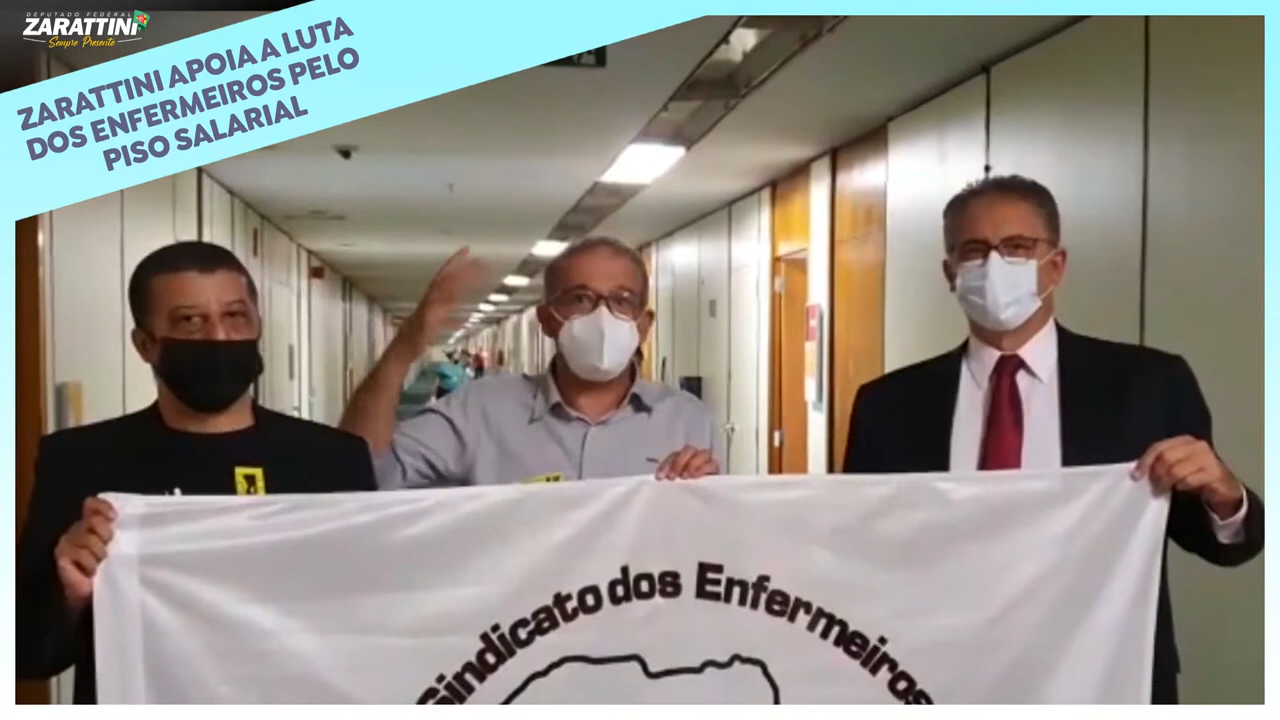 DEPUTADO FEDERAL
ZARATTINI
Sempre Presente
ZARATTINI APOIA A LUTA
DOS ENFERMEIROS PELO
PISO SALARIAL
Sindicato dos Enfermeiros